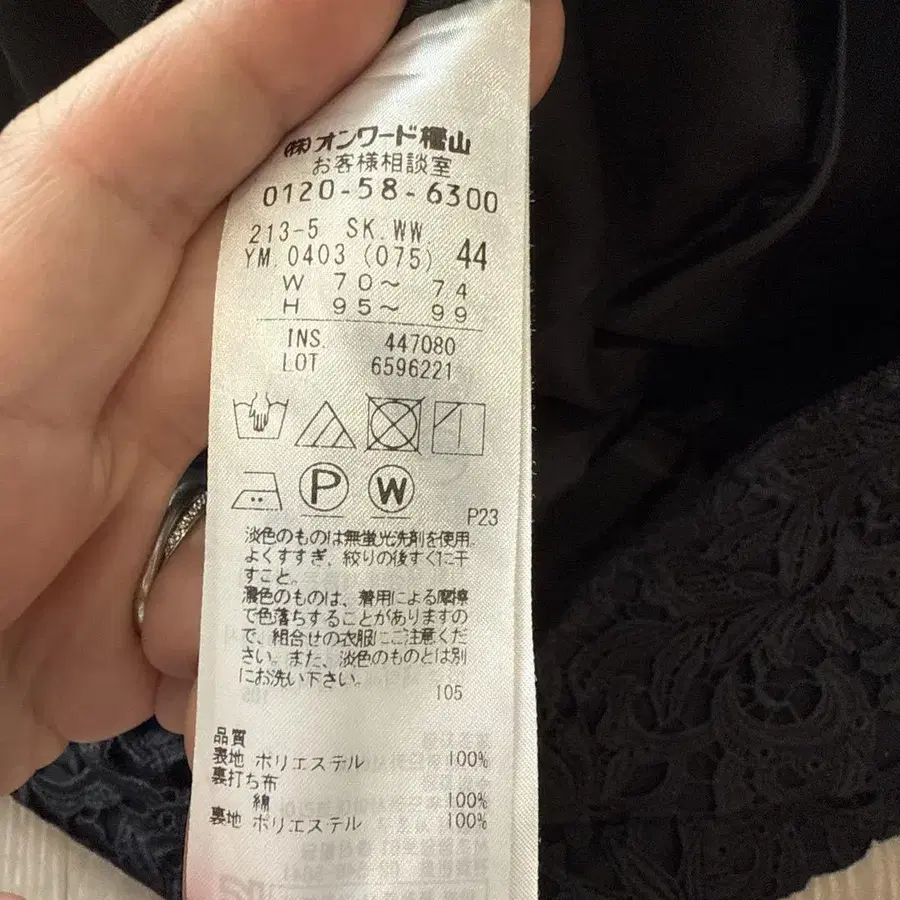 ㈱オンワード樫山
お客様相談室
0120-58-6300
213-5 SK.WW
YM.0403 (075) 44
W 70～ 74
H 95～ 99
INS. 447080
LOT 6596221
P
W
P23
淡色のものは無蛍光洗剤を使用。
よくすすぎ、絞りの後すぐに干
すこと。
濃色のものは、着用による摩擦
で色落ちすることがありますの
で、組合せの衣服にご注意くだ
さい。また、淡色のものとは別
にお洗い下さい。
105
品質
表地 ポリエステル 100%
裏打ち布
綿 100%
裏地 ポリエステル 100%